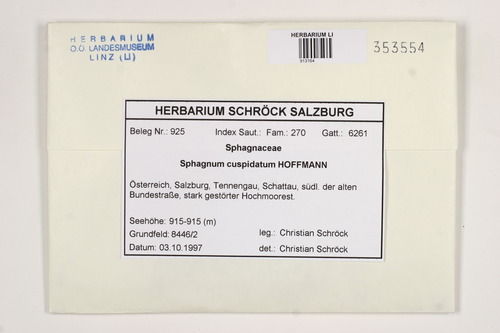 HERBARIUM
O.Ö. LANDESMUSEUM
LINZ (LI)
HERBARIUM LI
353554
HERBARIUM SCHRÖCK SALZBURG
Beleg Nr.: 925 Index Saut.: Fam.: 270 Gatt.: 6261
Sphagnaceae
Sphagnum cuspidatum HOFFMANN
Österreich, Salzburg, Tennengau, Schattau, südl. der alten
Bundestraße, stark gestörter Hochmoorest.
Seehöhe: 915-915 (m)
Grundfeld: 8446/2 leg.: Christian Schröck
Datum: 03.10.1997 det.: Christian Schröck